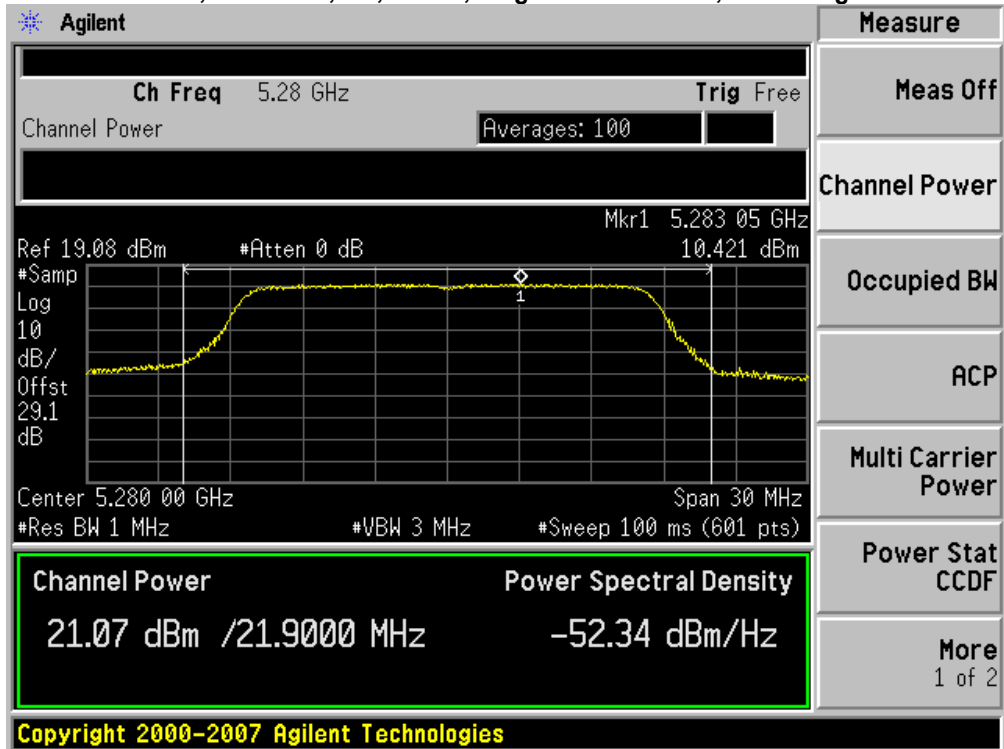 Agilent
Measure
Ch Freq 5.28 GHz Trig Free
Channel Power Averages: 100
Mkr1 5.283 05 GHz
Ref 19.08 dBm #Atten 0 dB 10.421 dBm
#Samp
Log
10
dB/
Offst
29.1
dB
1
Center 5.280 00 GHz Span 30 MHz
#Res BW 1 MHz #VBW 3 MHz #Sweep 100 ms (601 pts)
Channel Power Power Spectral Density
21.07 dBm /21.9000 MHz -52.34 dBm/Hz
Copyright 2000-2007 Agilent Technologies
Meas Off
Channel Power
Occupied BW
ACP
Multi Carrier
Power
Power Stat
CCDF
More
1 of 2